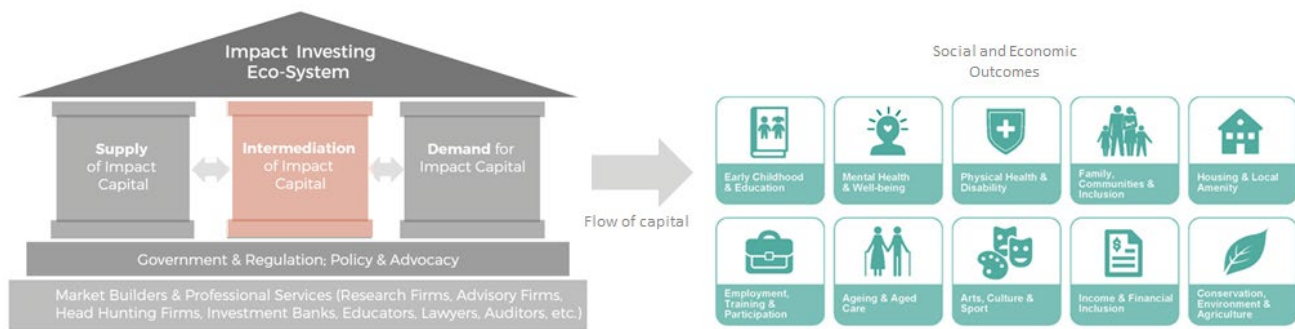 Impact Investing
Eco-System
Supply
of Impact
Capital
Intermediation
of Impact
Capital
Demand for
Impact Capital
Government & Regulation; Policy & Advocacy
Market Builders & Professional Services (Research Firms, Advisory Firms,
Head Hunting Firms, Investment Banks, Educators, Lawyers, Auditors, etc.)
Flow of capital
Social and Economic
Outcomes
Early Childhood
& Education
Mental Health
& Well-being
Physical Health &
Disability
Family,
Communities &
Inclusion
Housing & Local
Amenity
Employment,
Training &
Participation
Ageing & Aged
Care
Arts, Culture &
Sport
$
Income & Financial
Inclusion
Conservation,
Environment &
Agriculture